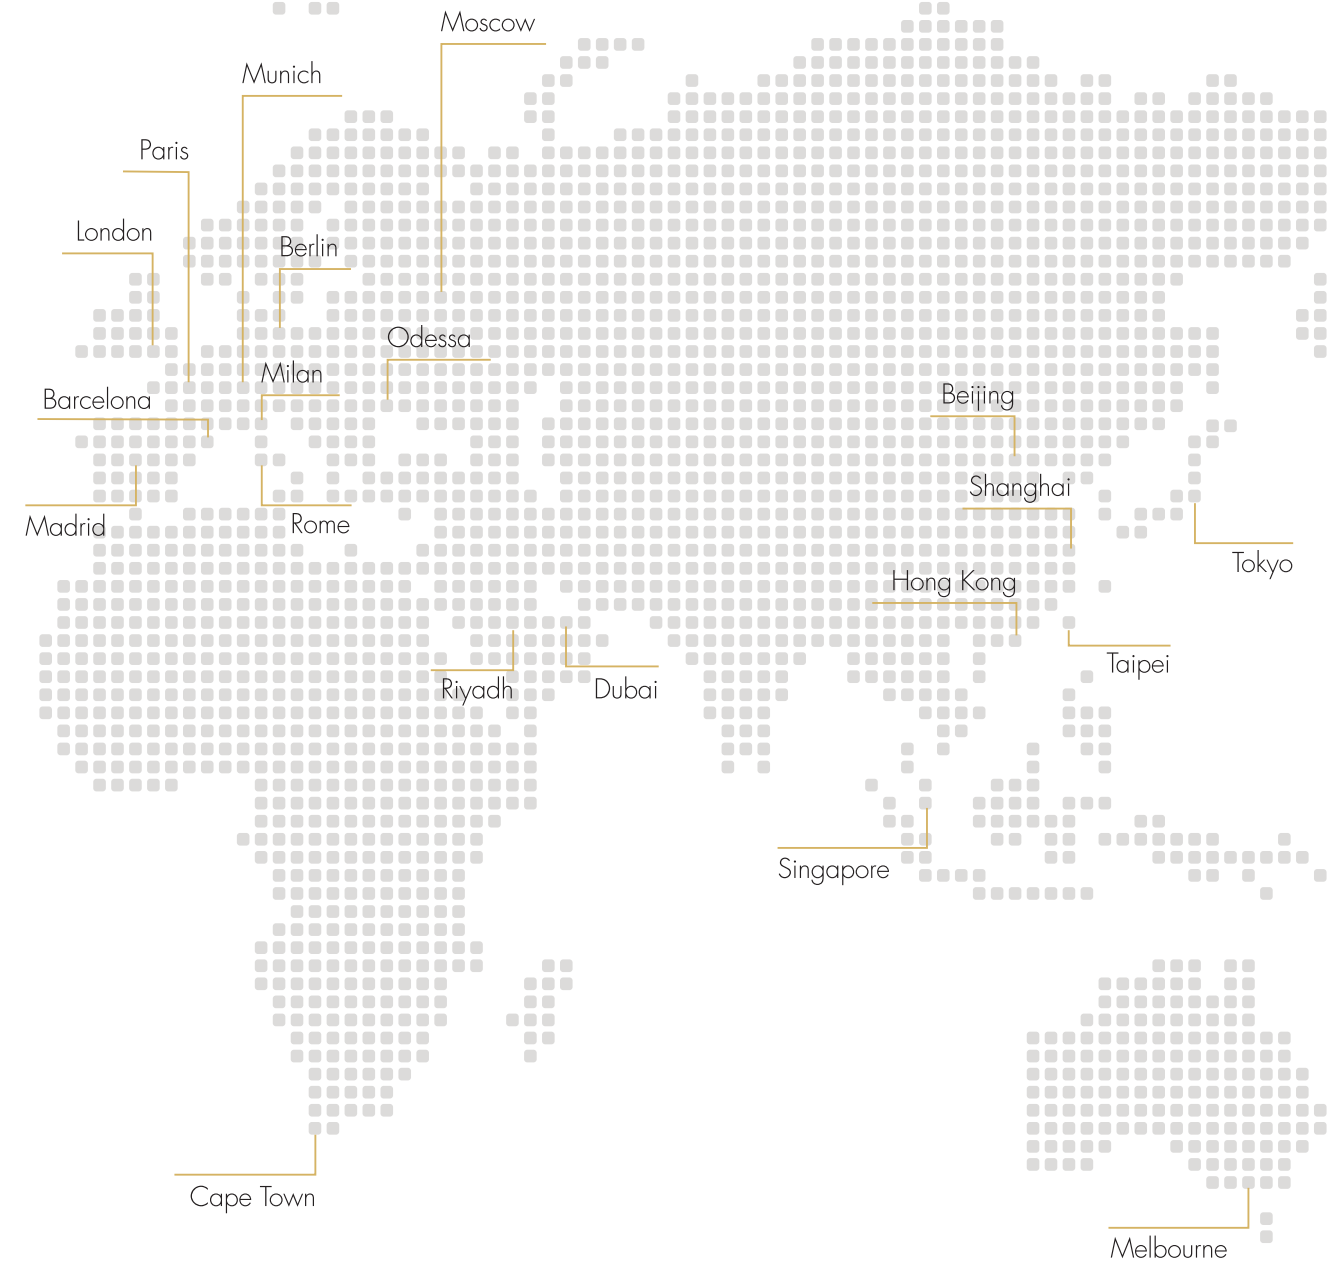 Moscow
Munich
Paris
London
Berlin
Odessa
Milan
Barcelona
Beijing
Shanghai
Madrid
Rome
Tokyo
Hong Kong
Taipei
Riyadh
Dubai
Singapore
Cape Town
Melbourne